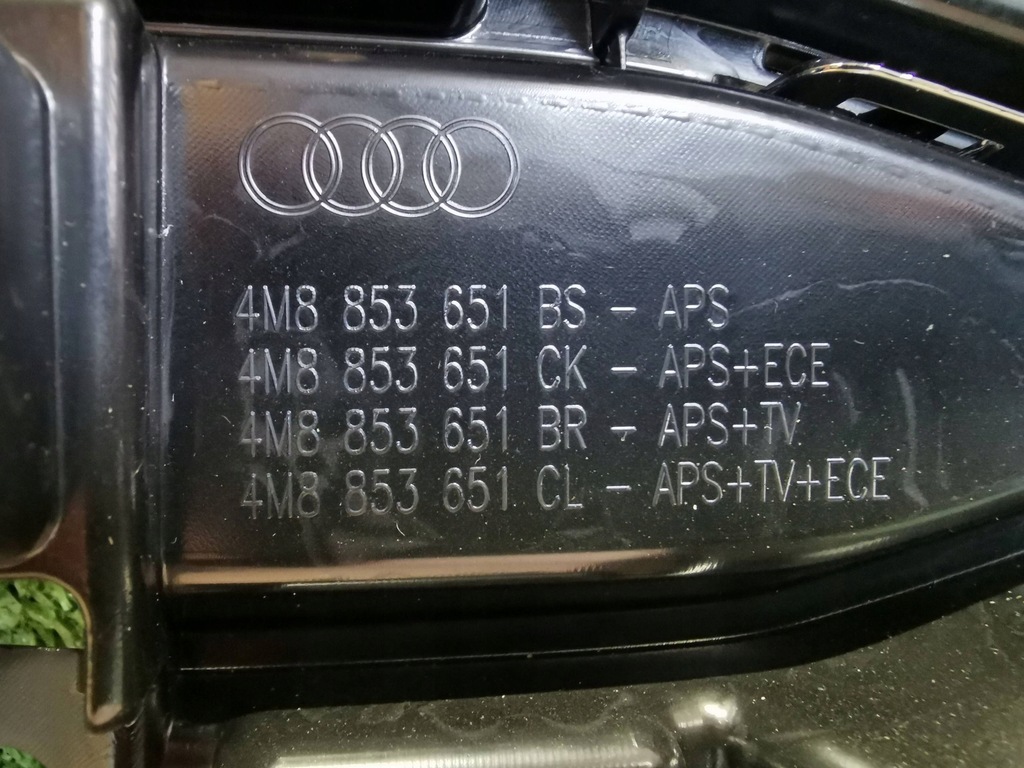 4M8 853 651 BS - APS
4M8 853 651 CK - APS+ECE
4M8 853 651 BR - APS+TV
4M8 853 651 CL - APS+TV+ECE